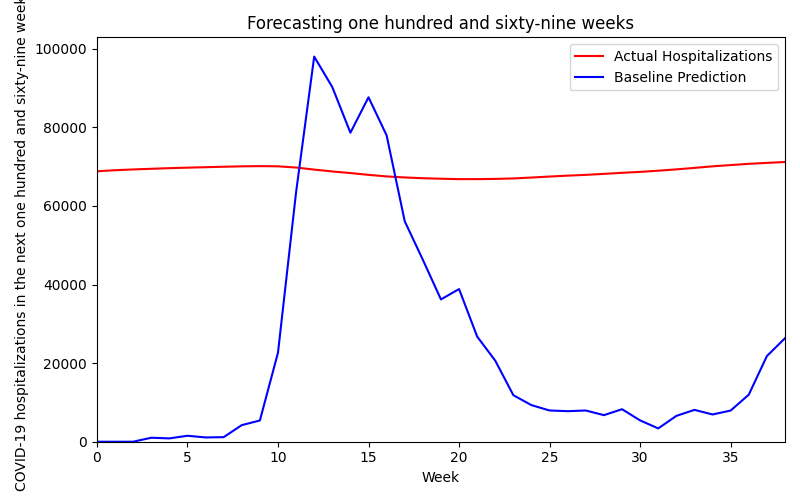 Forecasting one hundred and sixty-nine weeks
Actual Hospitalizations
Baseline Prediction
COVID-19 hospitalizations in the next one hundred and sixty-nine week
100000
80000
60000
40000
20000
0
0 5 10 15 20 25 30 35
Week